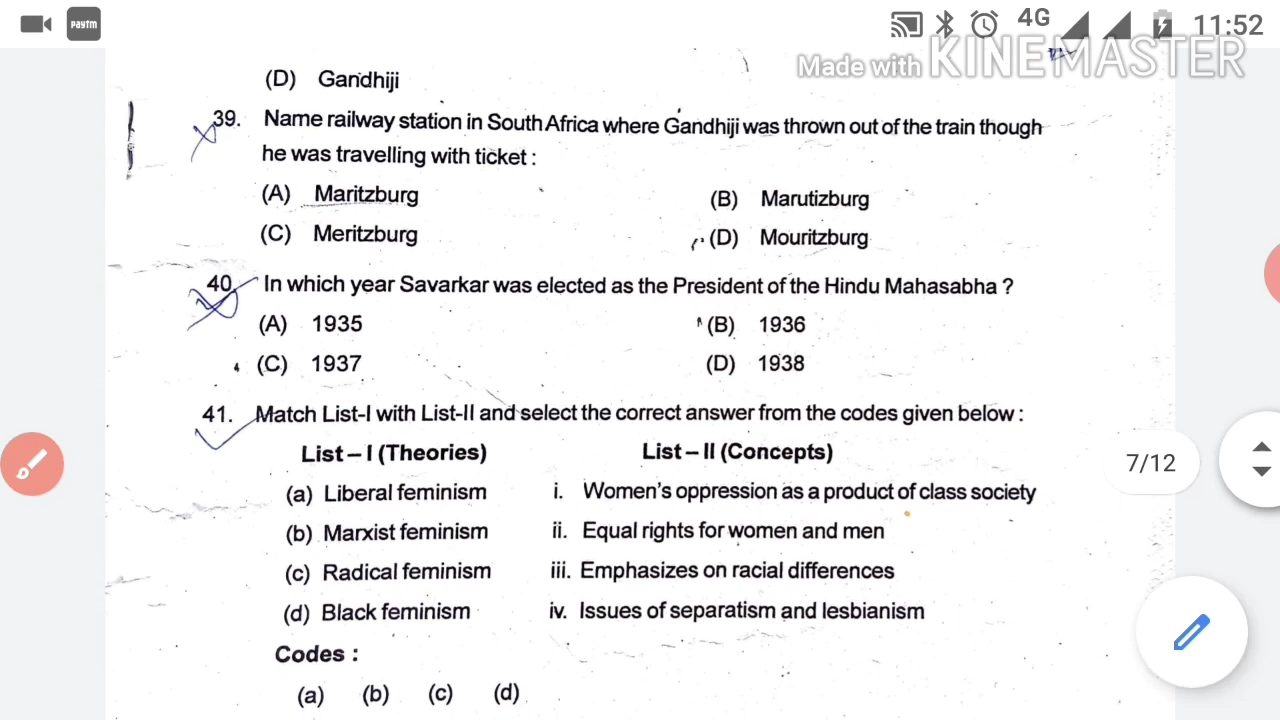 paytm 4G 11:52
Made with KINEMASTER
(D) Gandhiji
39. Name railway station in South Africa where Gandhiji was thrown out of the train though
he was travelling with ticket :
(A) Maritzburg (B) Marutizburg
(C) Meritzburg (D) Mouritzburg
40. In which year Savarkar was elected as the President of the Hindu Mahasabha ?
(A) 1935 (B) 1936
(C) 1937 (D) 1938
41. Match List-I with List-II and select the correct answer from the codes given below :
List – I (Theories) List – II (Concepts)
(a) Liberal feminism i. Women's oppression as a product of class society
(b) Marxist feminism ii. Equal rights for women and men
(c) Radical feminism iii. Emphasizes on racial differences
(d) Black feminism iv. Issues of separatism and lesbianism
7/12
Codes :
(a) (b) (c) (d)